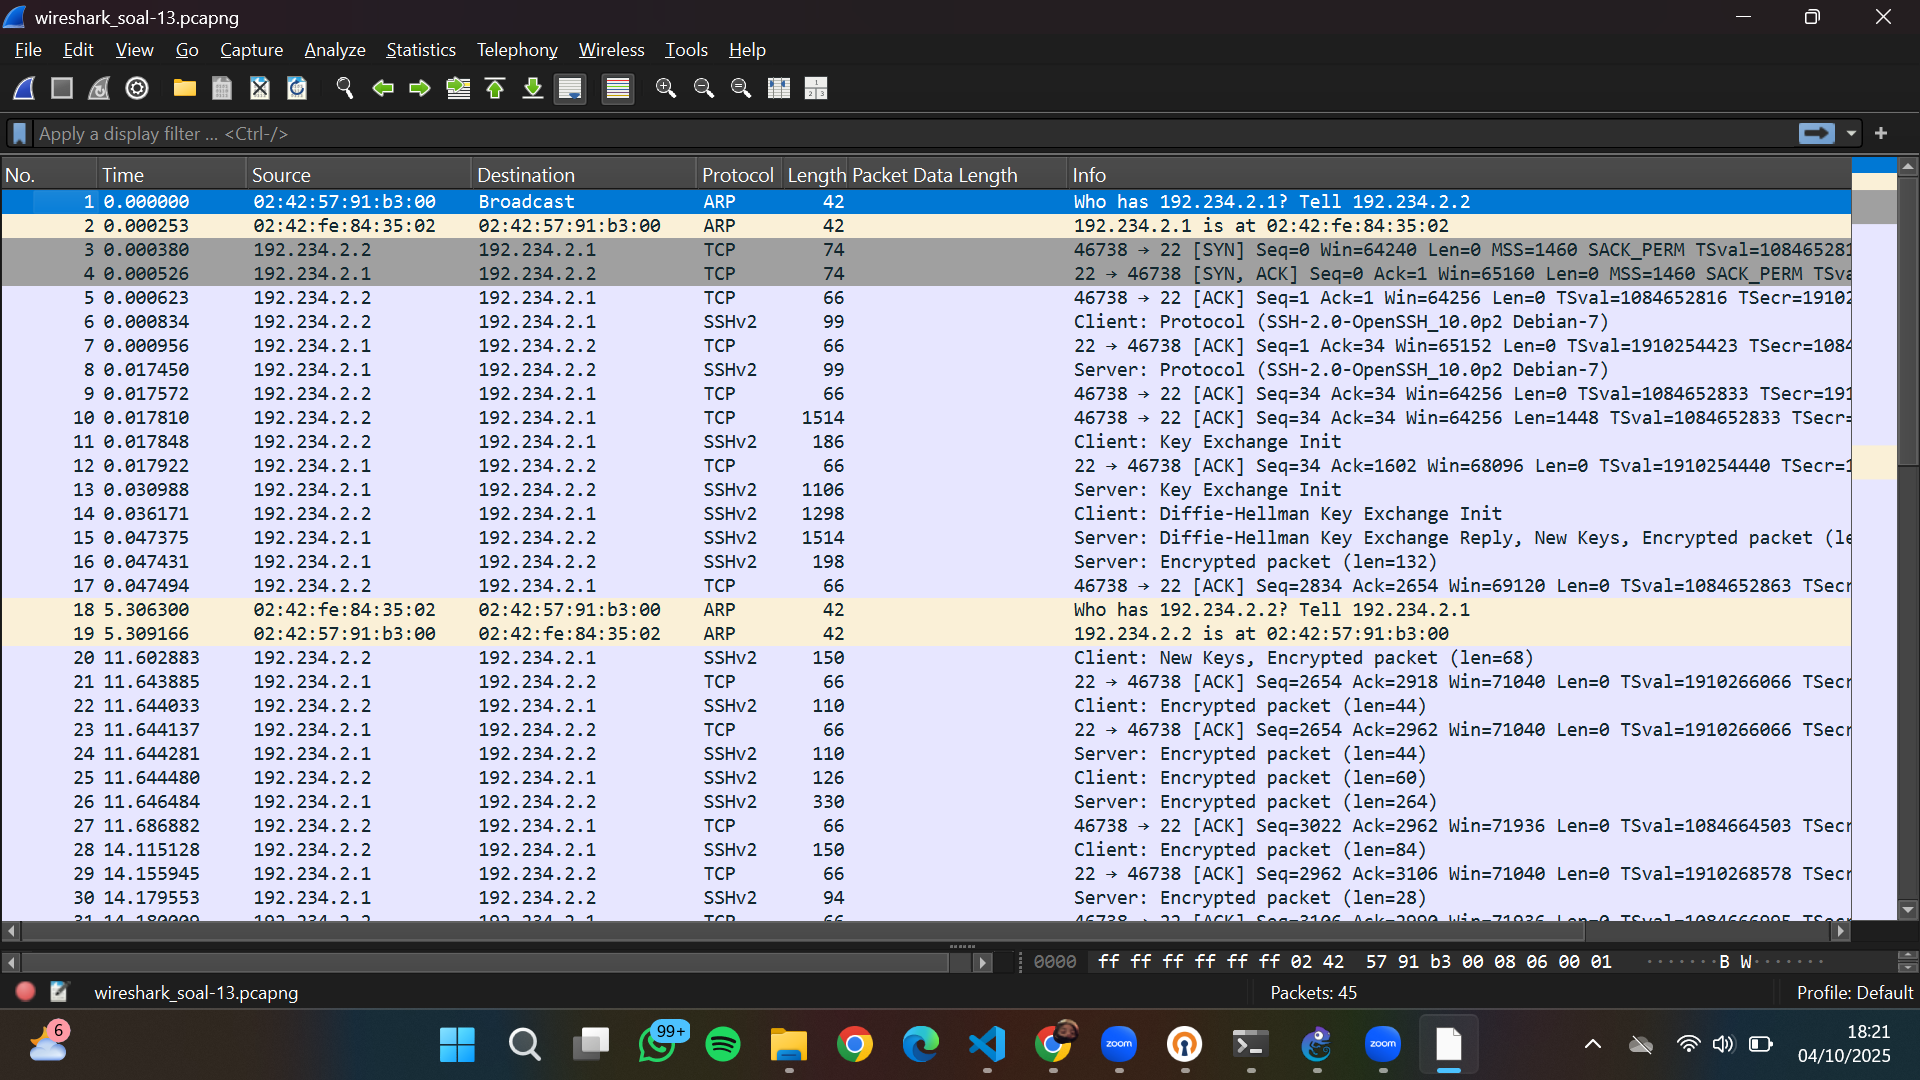 wireshark_soal-13.pcapng
File Edit View Go Capture Analyze Statistics Telephony Wireless Tools Help
Apply a display filter ... <Ctrl-/>
No. Time Source Destination Protocol Length Packet Data Length Info
1 0.000000 02:42:57:91:b3:00 Broadcast ARP 42 Who has 192.234.2.1? Tell 192.234.2.2
2 0.000253 02:42:fe:84:35:02 02:42:57:91:b3:00 ARP 42 192.234.2.1 is at 02:42:fe:84:35:02
3 0.000380 192.234.2.2 192.234.2.1 TCP 74 46738 → 22 [SYN] Seq=0 Win=64240 Len=0 MSS=1460 SACK_PERM TSval=108465281
4 0.000526 192.234.2.1 192.234.2.2 TCP 74 22 → 46738 [SYN, ACK] Seq=0 Ack=1 Win=65160 Len=0 MSS=1460 SACK_PERM TSva
5 0.000623 192.234.2.2 192.234.2.1 TCP 66 46738 → 22 [ACK] Seq=1 Ack=1 Win=64256 Len=0 TSval=1084652816 TSecr=19102
6 0.000834 192.234.2.2 192.234.2.1 SSHv2 99 Client: Protocol (SSH-2.0-OpenSSH_10.0p2 Debian-7)
7 0.000956 192.234.2.1 192.234.2.2 TCP 66 22 → 46738 [ACK] Seq=1 Ack=34 Win=65152 Len=0 TSval=1910254423 TSecr=1084
8 0.017450 192.234.2.1 192.234.2.2 SSHv2 99 Server: Protocol (SSH-2.0-OpenSSH_10.0p2 Debian-7)
9 0.017572 192.234.2.2 192.234.2.1 TCP 66 46738 → 22 [ACK] Seq=34 Ack=34 Win=64256 Len=0 TSval=1084652833 TSecr=191
10 0.017810 192.234.2.2 192.234.2.1 TCP 1514 46738 → 22 [ACK] Seq=34 Ack=34 Win=64256 Len=1448 TSval=1084652833 TSecr=
11 0.017848 192.234.2.2 192.234.2.1 SSHv2 186 Client: Key Exchange Init
12 0.017922 192.234.2.1 192.234.2.2 TCP 66 22 → 46738 [ACK] Seq=34 Ack=1602 Win=68096 Len=0 TSval=1910254440 TSecr=1
13 0.030988 192.234.2.1 192.234.2.2 SSHv2 1106 Server: Key Exchange Init
14 0.036171 192.234.2.2 192.234.2.1 SSHv2 1298 Client: Diffie-Hellman Key Exchange Init
15 0.047375 192.234.2.1 192.234.2.2 SSHv2 1514 Server: Diffie-Hellman Key Exchange Reply, New Keys, Encrypted packet (le
16 0.047431 192.234.2.1 192.234.2.2 SSHv2 198 Server: Encrypted packet (len=132)
17 0.047494 192.234.2.2 192.234.2.1 TCP 66 46738 → 22 [ACK] Seq=2834 Ack=2654 Win=69120 Len=0 TSval=1084652863 TSecr
18 5.306300 02:42:fe:84:35:02 02:42:57:91:b3:00 ARP 42 Who has 192.234.2.2? Tell 192.234.2.1
19 5.309166 02:42:57:91:b3:00 02:42:fe:84:35:02 ARP 42 192.234.2.2 is at 02:42:57:91:b3:00
20 11.602883 192.234.2.2 192.234.2.1 SSHv2 150 Client: New Keys, Encrypted packet (len=68)
21 11.643885 192.234.2.1 192.234.2.2 TCP 66 22 → 46738 [ACK] Seq=2654 Ack=2918 Win=71040 Len=0 TSval=1910266066 TSecr
22 11.644033 192.234.2.2 192.234.2.1 SSHv2 110 Client: Encrypted packet (len=44)
23 11.644137 192.234.2.1 192.234.2.2 TCP 66 22 → 46738 [ACK] Seq=2654 Ack=2962 Win=71040 Len=0 TSval=1910266066 TSecr
24 11.644281 192.234.2.1 192.234.2.2 SSHv2 110 Server: Encrypted packet (len=44)
25 11.644480 192.234.2.2 192.234.2.1 SSHv2 126 Client: Encrypted packet (len=60)
26 11.646484 192.234.2.1 192.234.2.2 SSHv2 330 Server: Encrypted packet (len=264)
27 11.686882 192.234.2.2 192.234.2.1 TCP 66 46738 → 22 [ACK] Seq=3022 Ack=2962 Win=71936 Len=0 TSval=1084664503 TSecr
28 14.115128 192.234.2.2 192.234.2.1 SSHv2 150 Client: Encrypted packet (len=84)
29 14.155945 192.234.2.1 192.234.2.2 TCP 66 22 → 46738 [ACK] Seq=2962 Ack=3106 Win=71040 Len=0 TSval=1910268578 TSecr
30 14.179553 192.234.2.1 192.234.2.2 SSHv2 94 Server: Encrypted packet (len=28)
31 14.180009 192.234.2.2 192.234.2.1 TCP 66 46738 → 22 [ACK] Seq=3106 Ack=2990 Win=71936 Len=0 TSval=1084666995 TSecr
0000 ff ff ff ff ff ff 02 42 57 91 b3 00 08 06 00 01 ·······B W·······
wireshark_soal-13.pcapng Packets: 45 Profile: Default
6
99+
zoom
zoom
18:21
04/10/2025